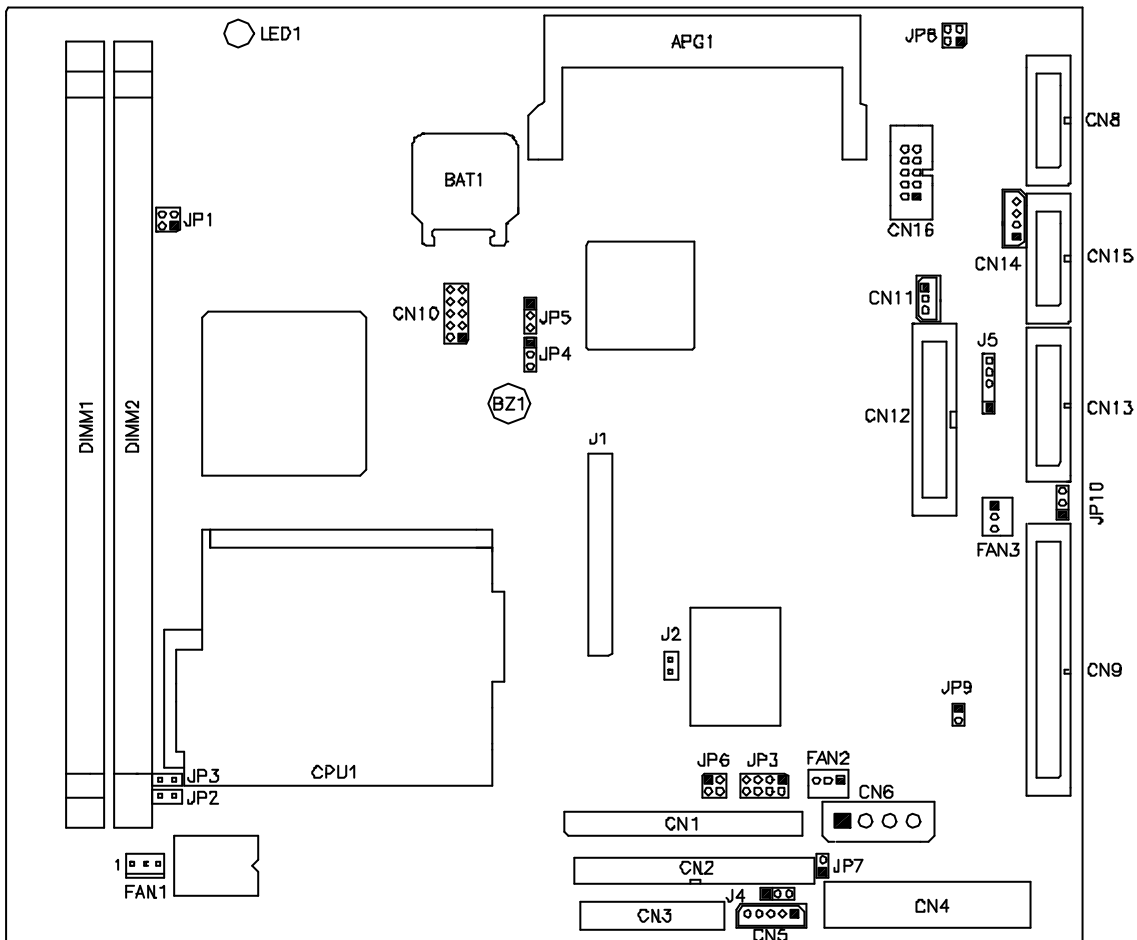 LED1
APG1
JP8
CN8
BAT1
JP1
CN16
CN14
CN15
CN11
CN10
JP5
JP4
J5
BZ1
DIMM1
DIMM2
CN12
CN13
J1
JP10
FAN3
J2
CN9
JP9
JP3
JP2
CPU1
JP6
JP3
FAN2
CN6
CN1
1
FAN1
CN2
JP7
J4
CN3
CN5
CN4